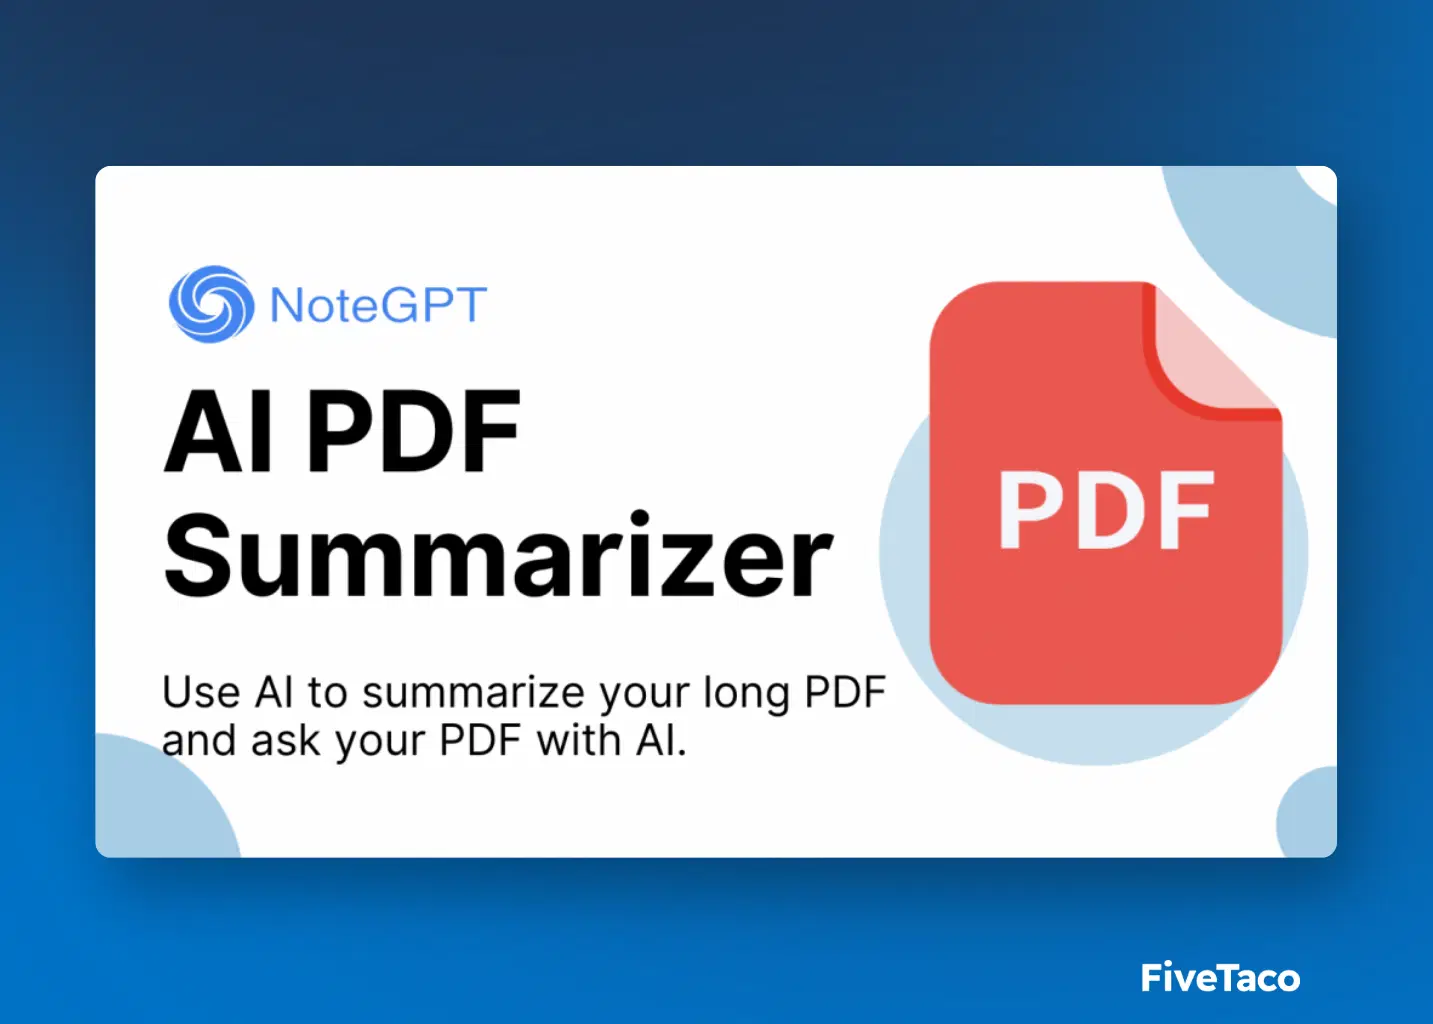 NoteGPT
AI PDF
Summarizer
Use AI to summarize your long PDF
and ask your PDF with AI.
PDF
FiveTaco